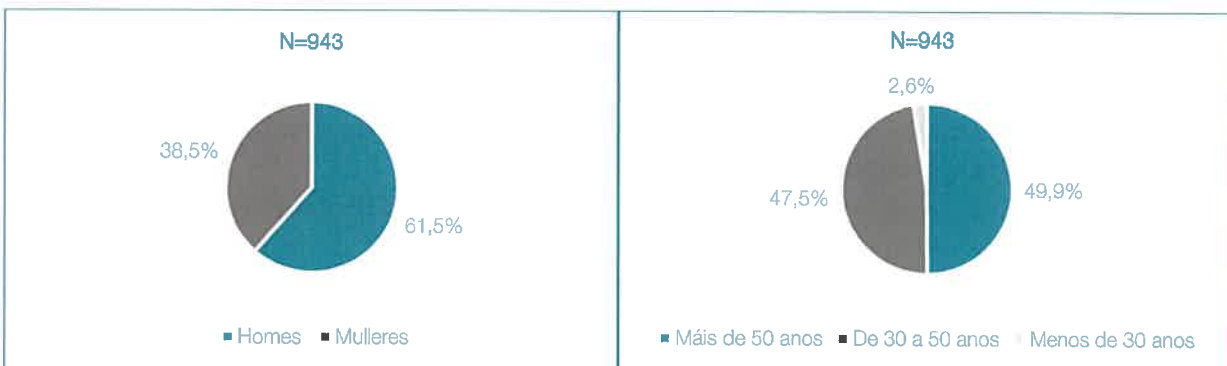 N=943
38,5%
61,5%
Homes Mulleres
N=943
2,6%
47,5%
49,9%
Máis de 50 anos De 30 a 50 anos Menos de 30 anos